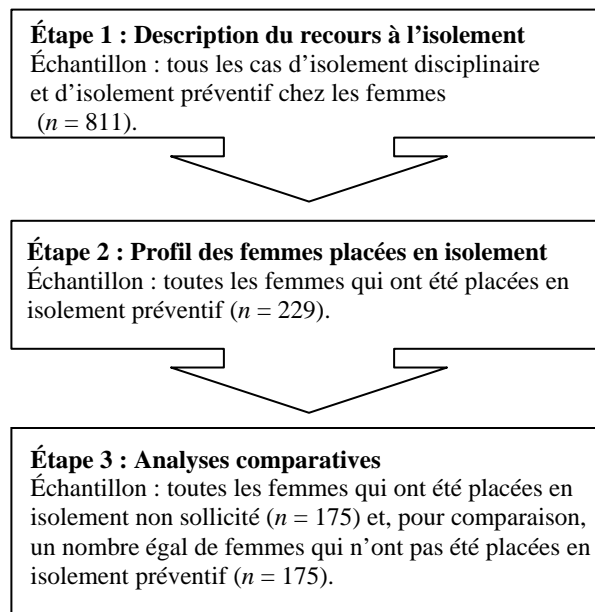 Étape 1 : Description du recours à l’isolement
Échantillon : tous les cas d’isolement disciplinaire
et d’isolement préventif chez les femmes
(n = 811).
Étape 2 : Profil des femmes placées en isolement
Échantillon : toutes les femmes qui ont été placées en
isolement préventif (n = 229).
Étape 3 : Analyses comparatives
Échantillon : toutes les femmes qui ont été placées en
isolement non sollicité (n = 175) et, pour comparaison,
un nombre égal de femmes qui n’ont pas été placées en
isolement préventif (n = 175).